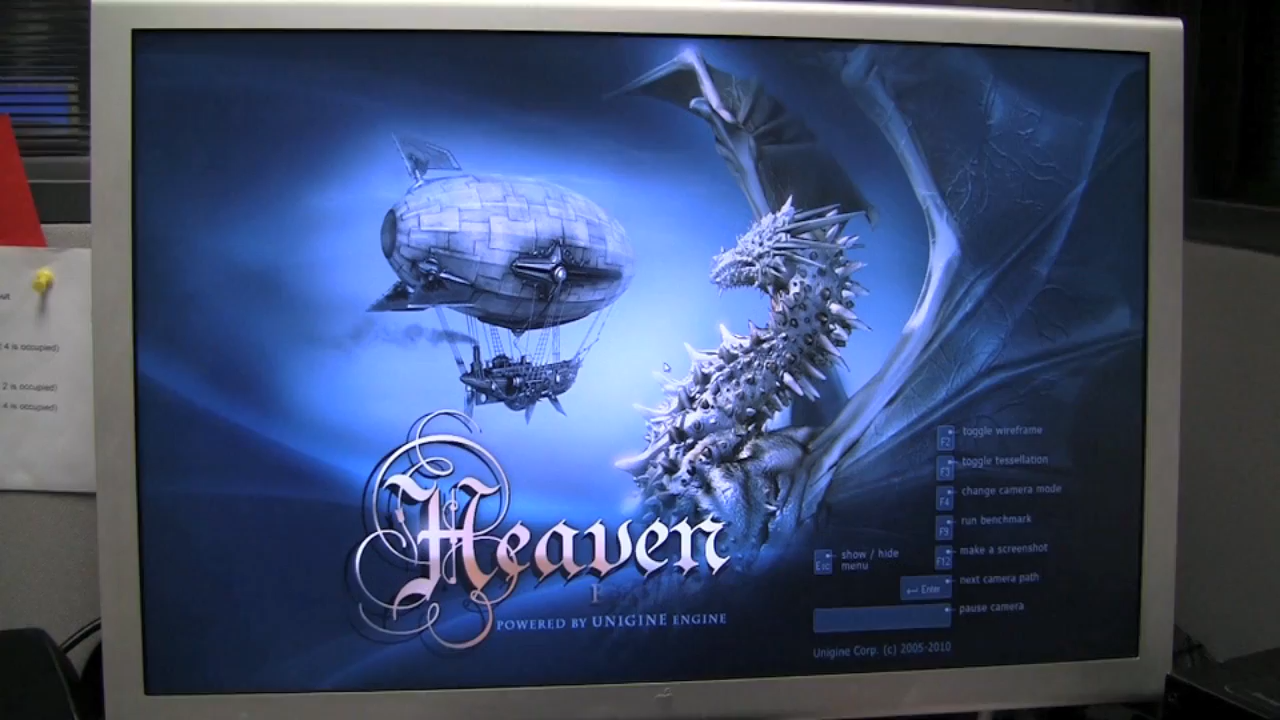 4 is occupied)
2 is occupied)
4 is occupied)
Heaven
POWERED BY UNIGINE ENGINE
F2 toggle wireframe
F3 toggle tessellation
F4 change camera mode
F9 run benchmark
F12 make a screenshot
Esc show / hide
menu
Enter next camera path
pause camera
Unigine Corp. (c) 2005-2010